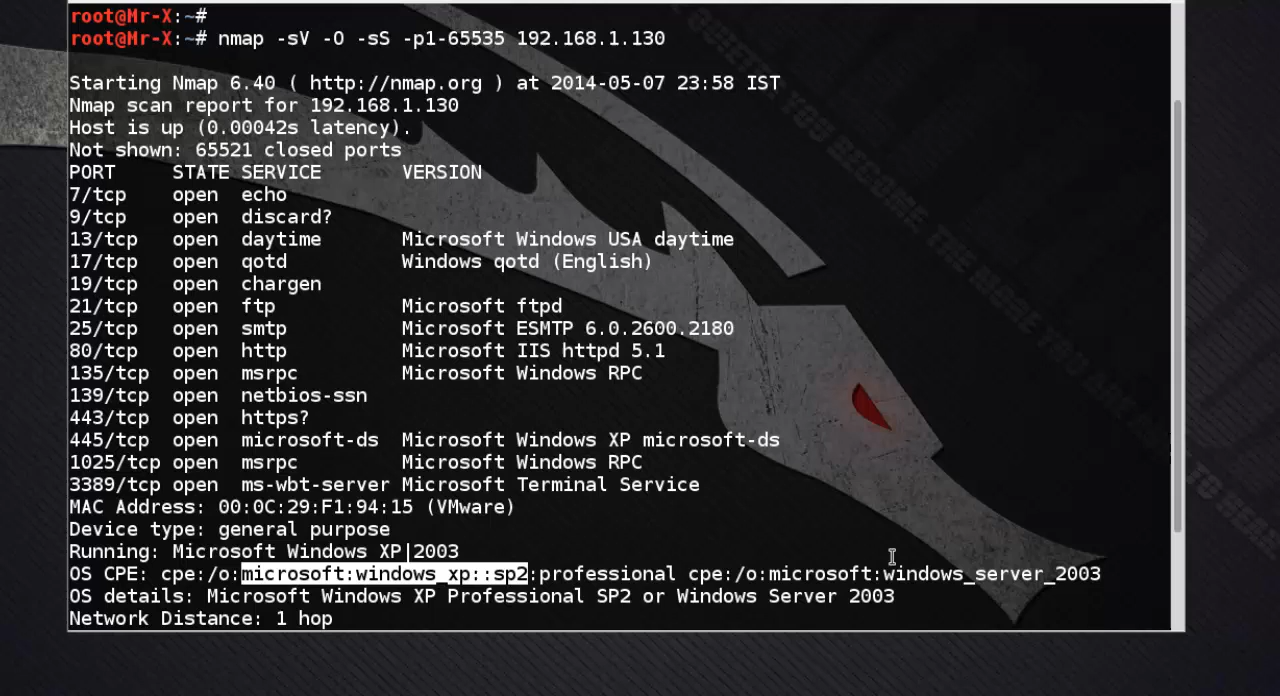 root@Mr-X:~#
root@Mr-X:~# nmap -sV -O -sS -p1-65535 192.168.1.130
Starting Nmap 6.40 ( http://nmap.org ) at 2014-05-07 23:58 IST
Nmap scan report for 192.168.1.130
Host is up (0.00042s latency).
Not shown: 65521 closed ports
PORT     STATE SERVICE       VERSION
7/tcp    open  echo
9/tcp    open  discard?
13/tcp   open  daytime       Microsoft Windows USA daytime
17/tcp   open  qotd          Windows qotd (English)
19/tcp   open  chargen
21/tcp   open  ftp           Microsoft ftpd
25/tcp   open  smtp          Microsoft ESMTP 6.0.2600.2180
80/tcp   open  http          Microsoft IIS httpd 5.1
135/tcp  open  msrpc         Microsoft Windows RPC
139/tcp  open  netbios-ssn
443/tcp  open  https?
445/tcp  open  microsoft-ds  Microsoft Windows XP microsoft-ds
1025/tcp open  msrpc         Microsoft Windows RPC
3389/tcp open  ms-wbt-server Microsoft Terminal Service
MAC Address: 00:0C:29:F1:94:15 (VMware)
Device type: general purpose
Running: Microsoft Windows XP|2003
OS CPE: cpe:/o:microsoft:windows_xp::sp2:professional cpe:/o:microsoft:windows_server_2003
OS details: Microsoft Windows XP Professional SP2 or Windows Server 2003
Network Distance: 1 hop
YOU BECOME THE MORE YOU ARE